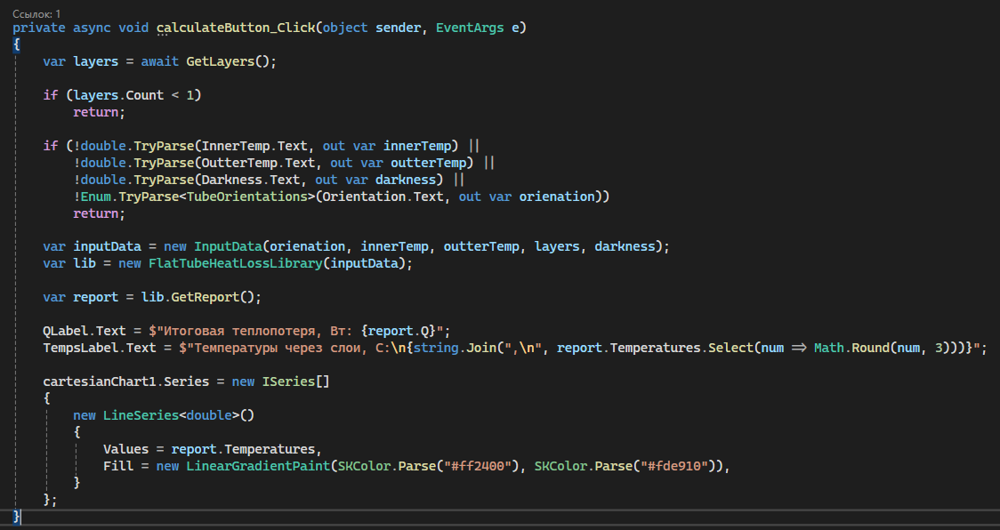 Ссылок: 1
private async void calculateButton_Click(object sender, EventArgs e)
{
    var layers = await GetLayers();

    if (layers.Count < 1)
        return;

    if (!double.TryParse(InnerTemp.Text, out var innerTemp) ||
        !double.TryParse(OutterTemp.Text, out var outterTemp) ||
        !double.TryParse(Darkness.Text, out var darkness) ||
        !Enum.TryParse<TubeOrientations>(Orientation.Text, out var orienation))
        return;

    var inputData = new InputData(orienation, innerTemp, outterTemp, layers, darkness);
    var lib = new FlatTubeHeatLossLibrary(inputData);

    var report = lib.GetReport();

    QLabel.Text = $"Итоговая теплопотеря, Вт: {report.Q}";
    TempsLabel.Text = $"Температуры через слои, С:\n{string.Join(",\n", report.Temperatures.Select(num => Math.Round(num, 3)))}";

    cartesianChart1.Series = new ISeries[]
    {
        new LineSeries<double>()
        {
            Values = report.Temperatures,
            Fill = new LinearGradientPaint(SKColor.Parse("#ff2400"), SKColor.Parse("#fde910")),
        }
    };
}